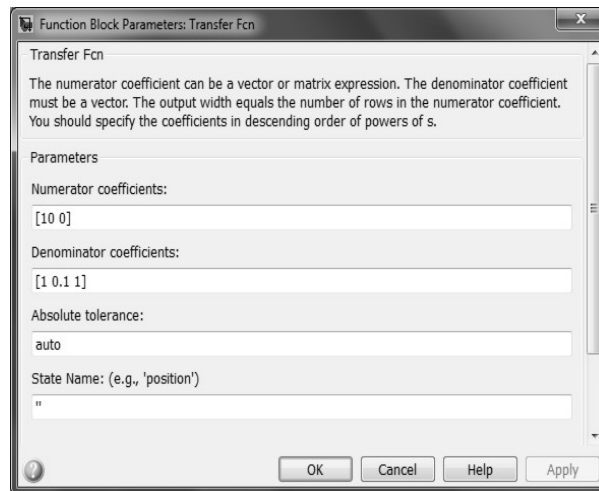 Function Block Parameters: Transfer Fcn
x
Transfer Fcn
The numerator coefficient can be a vector or matrix expression. The denominator coefficient
must be a vector. The output width equals the number of rows in the numerator coefficient.
You should specify the coefficients in descending order of powers of s.
Parameters
Numerator coefficients:
[10 0]
Denominator coefficients:
[1 0.1 1]
Absolute tolerance:
auto
State Name: (e.g., 'position')
''
?
OK Cancel Help Apply